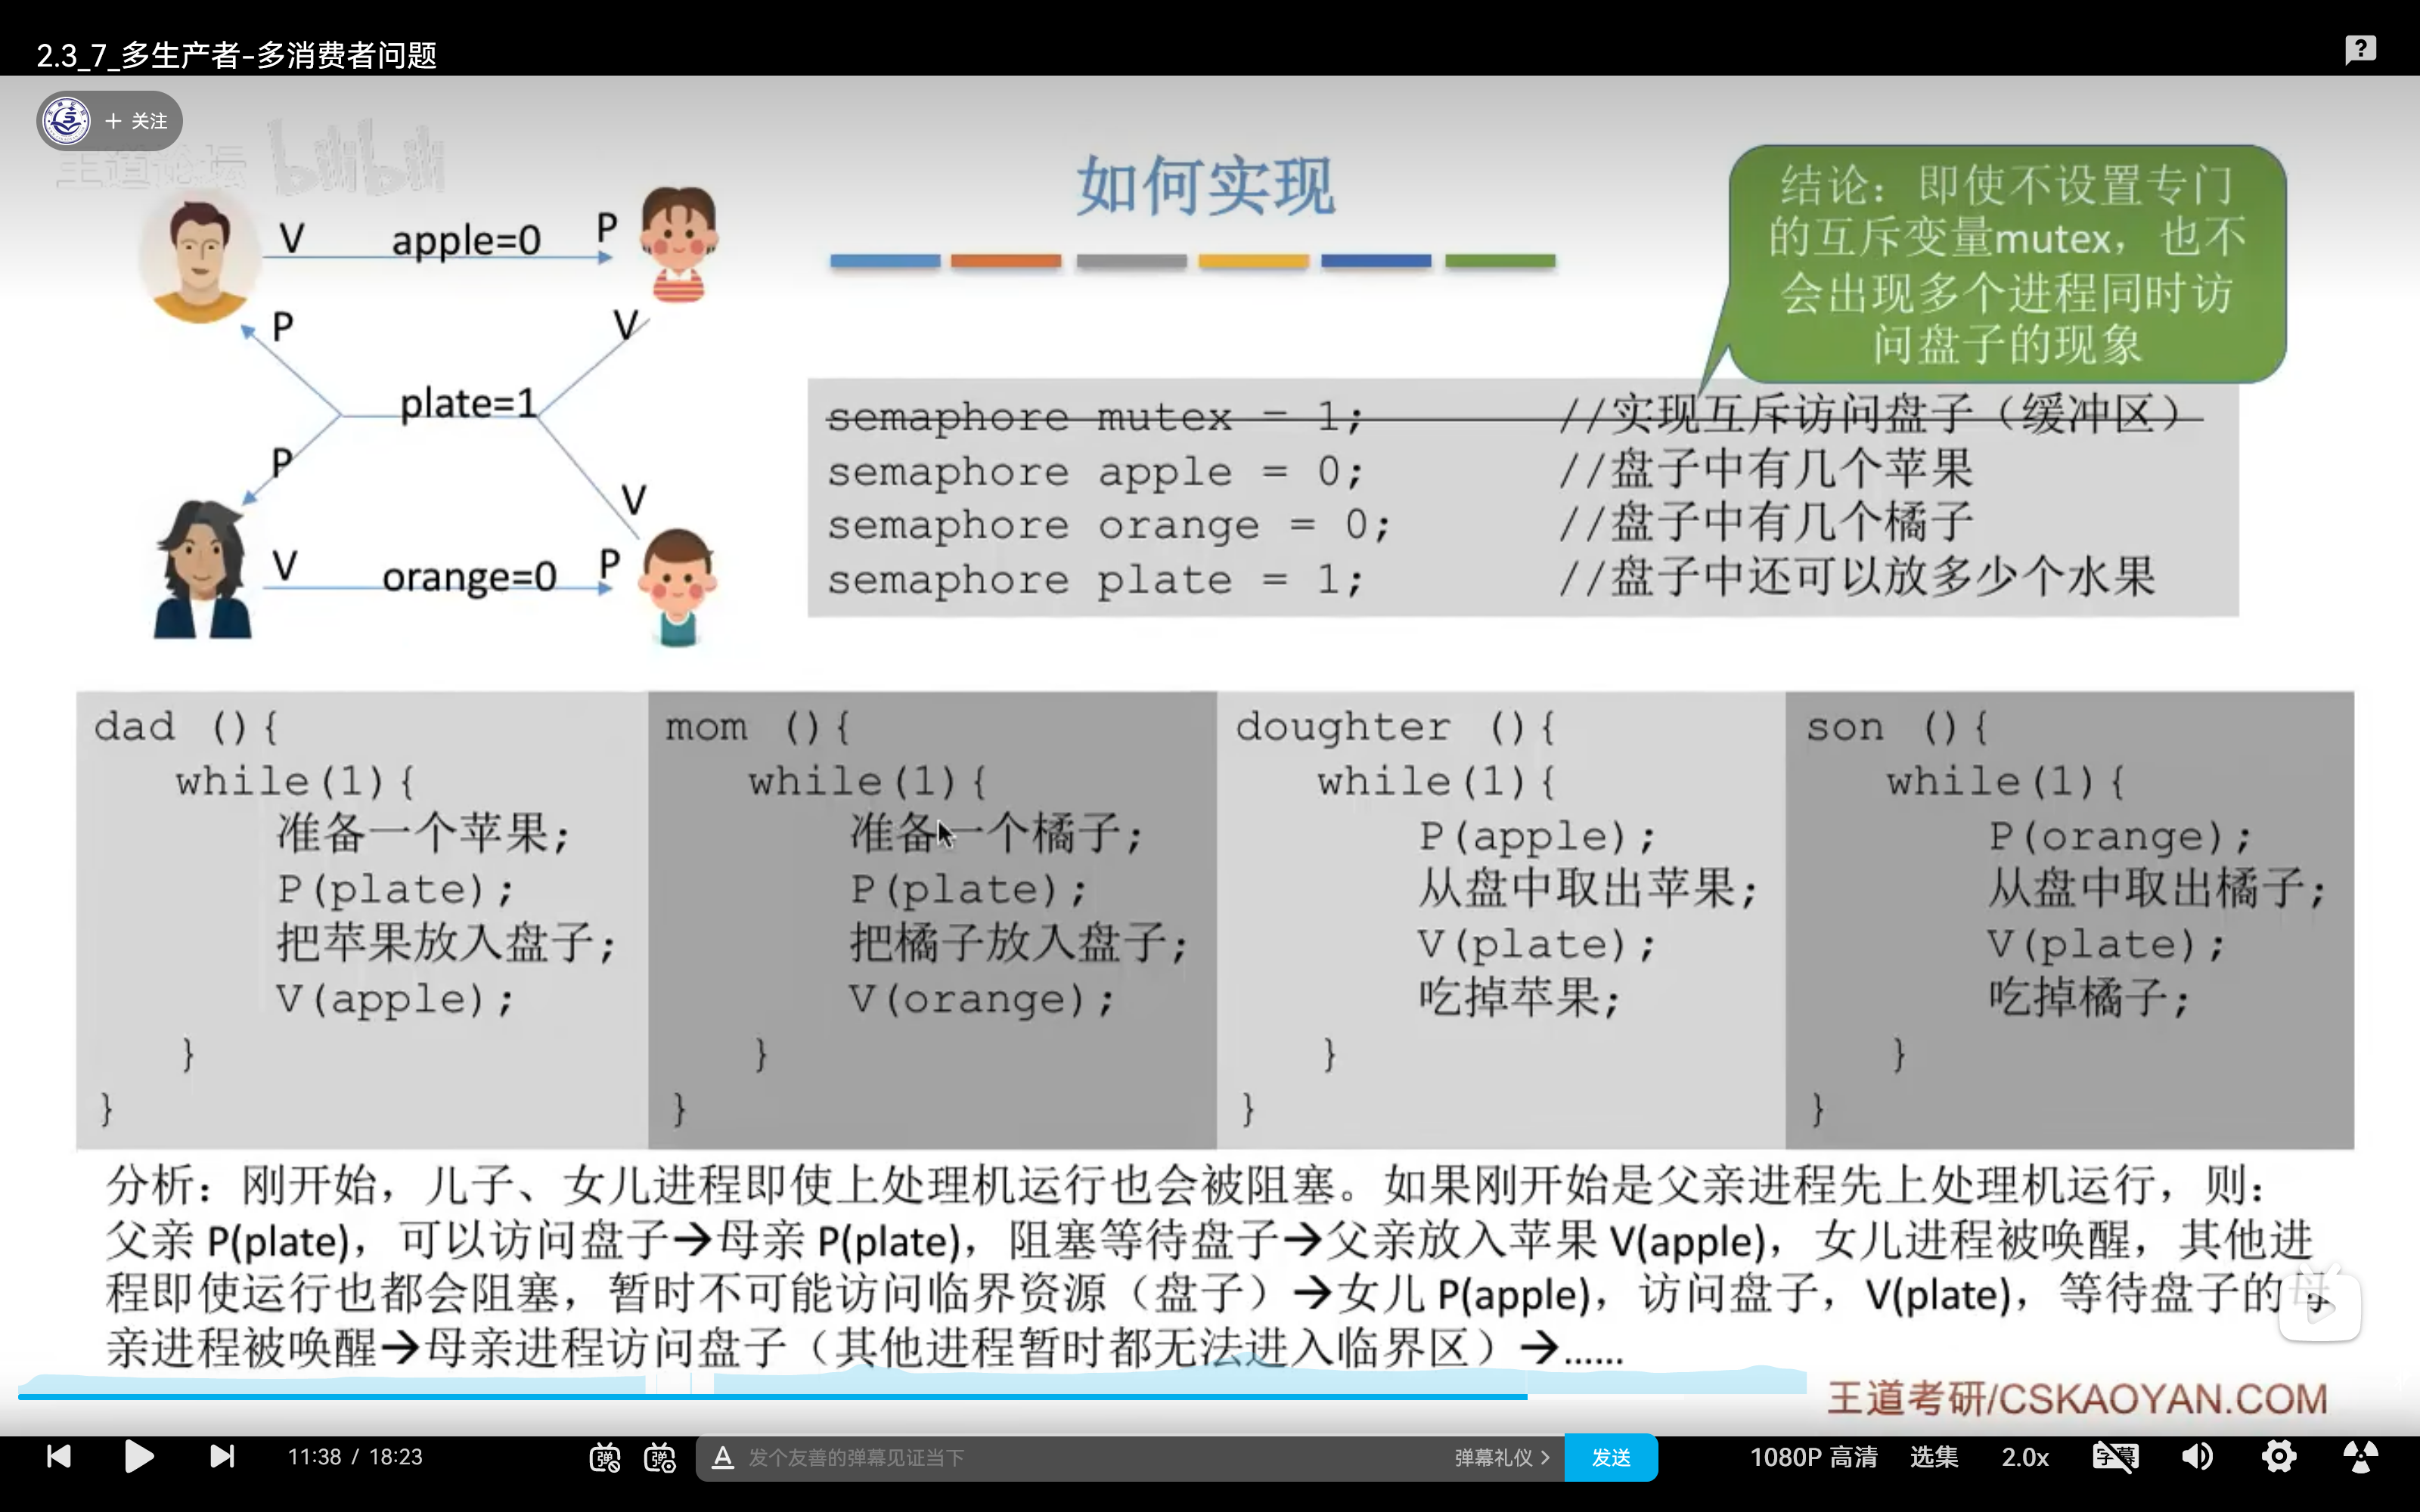 2.3_7_多生产者-多消费者问题
+ 关注
王道论坛 bilibili
如何实现
结论：即使不设置专门
的互斥变量mutex，也不
会出现多个进程同时访
问盘子的现象
V apple=0 P
P V
plate=1
P V
V orange=0 P
semaphore mutex = 1; //实现互斥访问盘子（缓冲区）
semaphore apple = 0; //盘子中有几个苹果
semaphore orange = 0; //盘子中有几个橘子
semaphore plate = 1; //盘子中还可以放多少个水果
dad (){
while(1){
准备一个苹果;
P(plate);
把苹果放入盘子;
V(apple);
}
}
mom (){
while(1){
准备一个橘子;
P(plate);
把橘子放入盘子;
V(orange);
}
}
doughter (){
while(1){
P(apple);
从盘中取出苹果;
V(plate);
吃掉苹果;
}
}
son (){
while(1){
P(orange);
从盘中取出橘子;
V(plate);
吃掉橘子;
}
}
分析：刚开始，儿子、女儿进程即使上处理机运行也会被阻塞。如果刚开始是父亲进程先上处理机运行，则：
父亲 P(plate)，可以访问盘子→母亲 P(plate)，阻塞等待盘子→父亲放入苹果 V(apple)，女儿进程被唤醒，其他进
程即使运行也都会阻塞，暂时不可能访问临界资源（盘子）→女儿 P(apple)，访问盘子，V(plate)，等待盘子的母
亲进程被唤醒→母亲进程访问盘子（其他进程暂时都无法进入临界区）→......
王道考研/CSKAOYAN.COM
11:38 / 18:23
弹 弹
A 发个友善的弹幕见证当下
弹幕礼仪 >
发送
1080P 高清
选集
2.0x
字幕